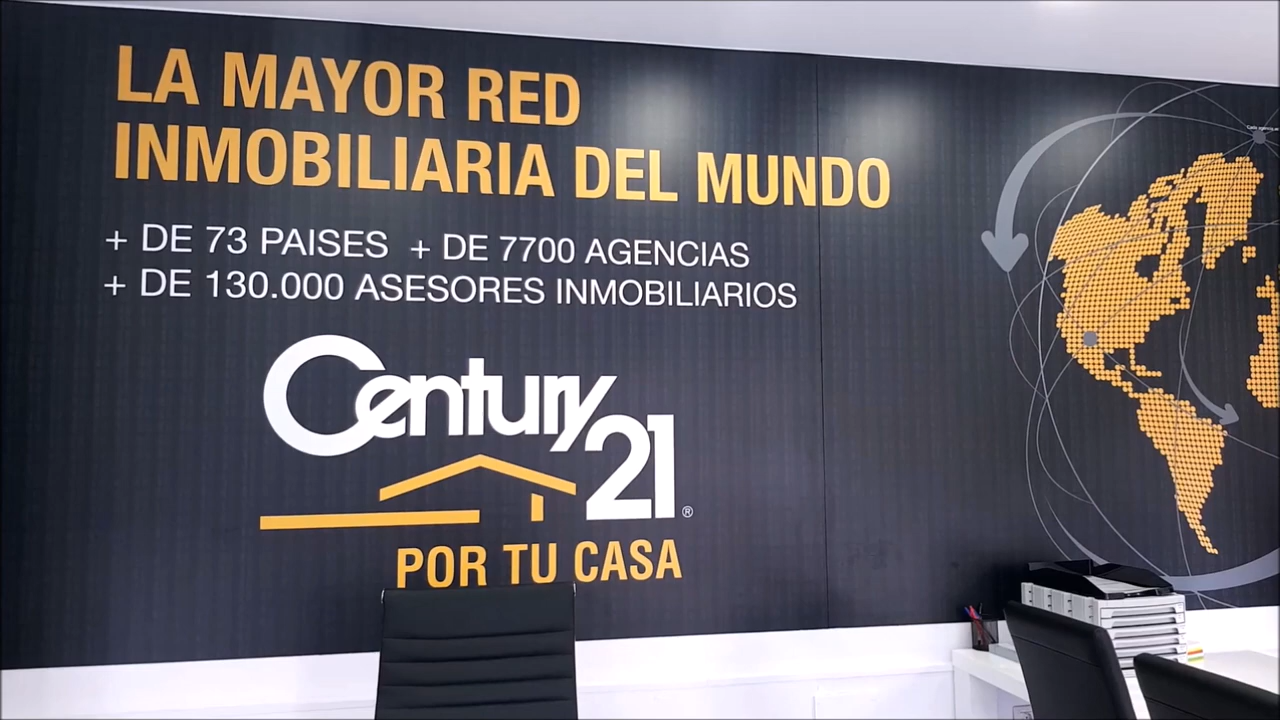 LA MAYOR RED
INMOBILIARIA DEL MUNDO
+ DE 73 PAISES + DE 7700 AGENCIAS
+ DE 130.000 ASESORES INMOBILIARIOS
Century
21®
POR TU CASA